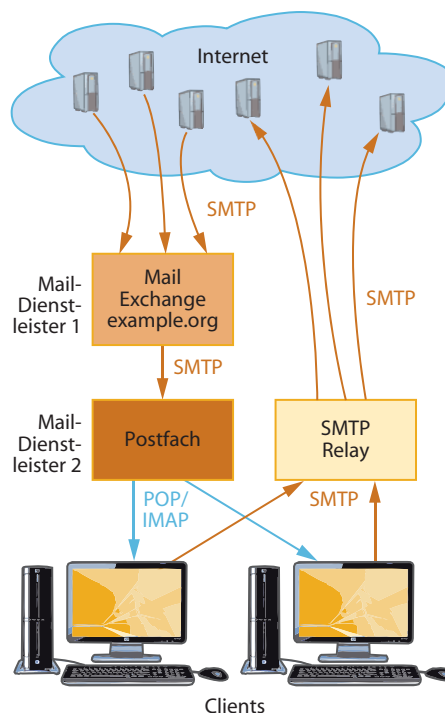 Internet
SMTP
Mail-
Dienst-
leister 1
Mail
Exchange
example.org
SMTP
SMTP
Mail-
Dienst-
leister 2
Postfach
SMTP
Relay
POP/
IMAP
SMTP
Clients